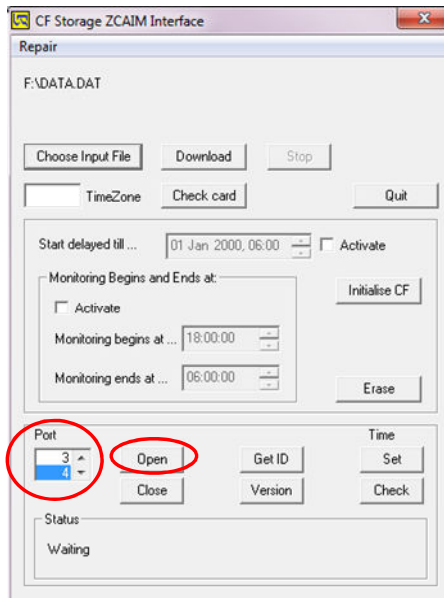 CF Storage ZCAIM Interface
Repair
F:\DATA.DAT
Choose Input File Download Stop
TimeZone Check card Quit
Start delayed till ... 01 Jan 2000, 06:00 Activate
Monitoring Begins and Ends at:
Activate
Initialise CF
Monitoring begins at ... 18:00:00
Monitoring ends at ... 06:00:00
Erase
Port Time
3
Open Get ID Set
4
Close Version Check
Status
Waiting